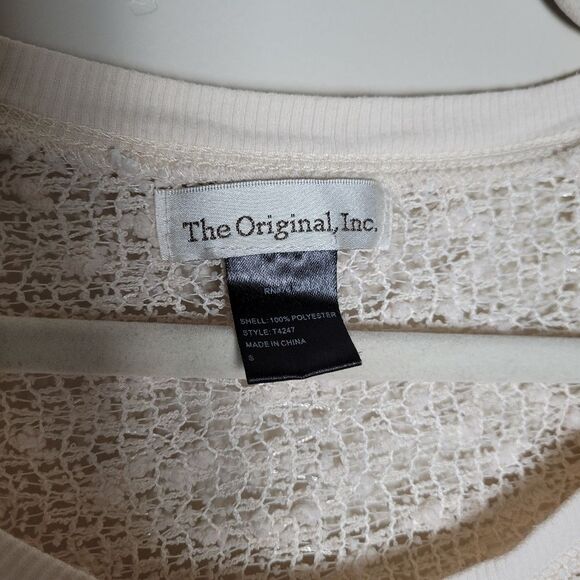 The Original, Inc.
SHELL: 100% POLYESTER
STYLE: T4247
MADE IN CHINA
S